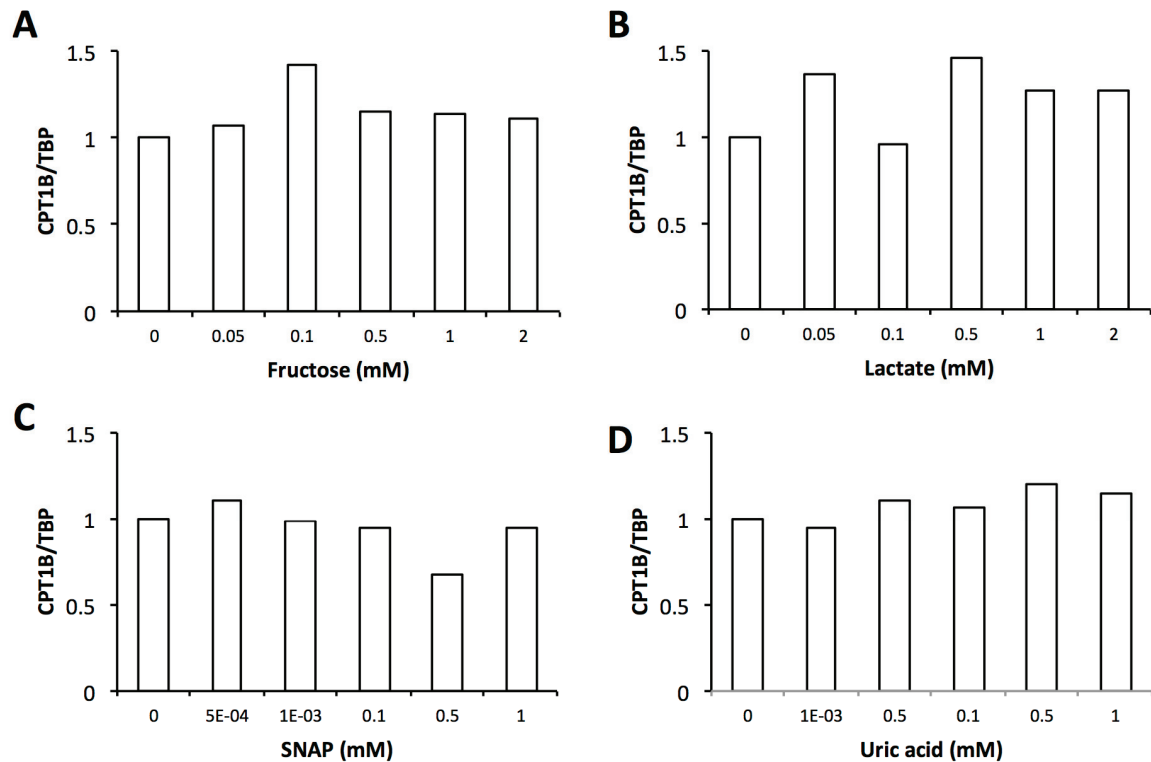 A
CPT1B/TBP
1.5
1
0.5
0
0 0.05 0.1 0.5 1 2
Fructose (mM)
B
CPT1B/TBP
1.5
1
0.5
0
0 0.05 0.1 0.5 1 2
Lactate (mM)
C
CPT1B/TBP
1.5
1
0.5
0
0 5E-04 1E-03 0.1 0.5 1
SNAP (mM)
D
CPT1B/TBP
1.5
1
0.5
0
0 1E-03 0.5 0.1 0.5 1
Uric acid (mM)